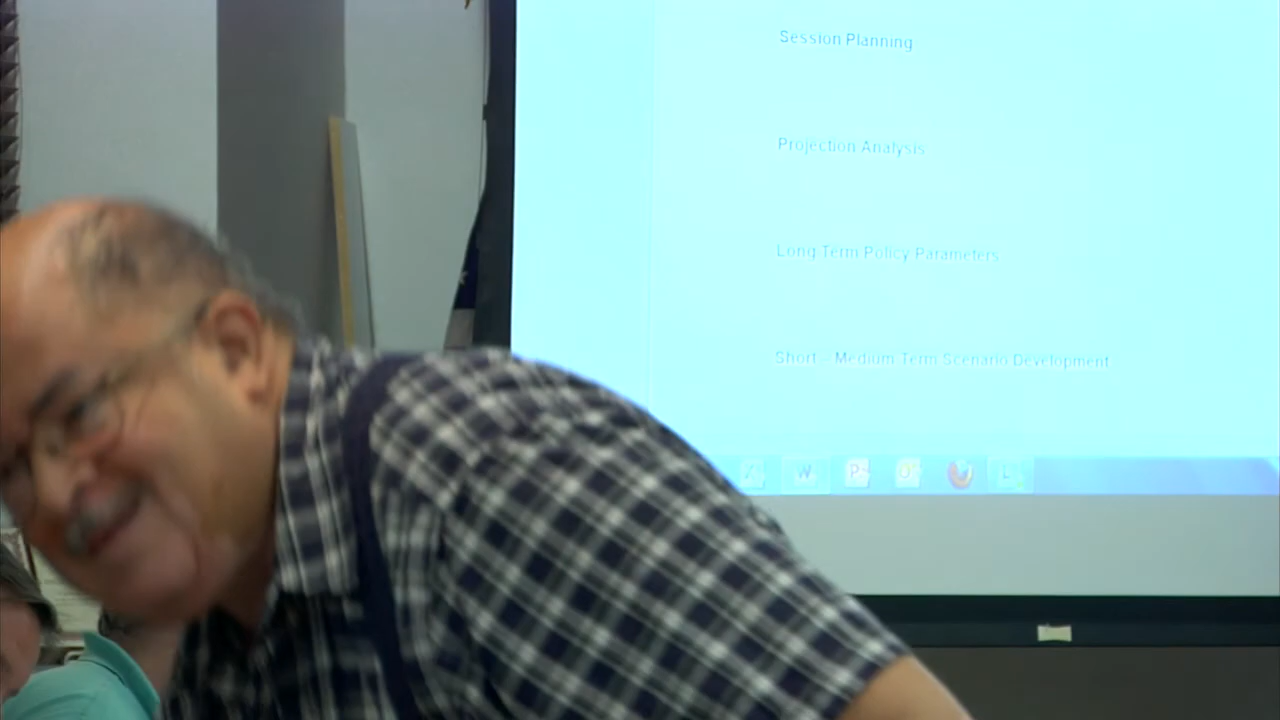 Session Planning
Projection Analysis
Long Term Policy Parameters
Short - Medium Term Scenario Development
W
P
O
L